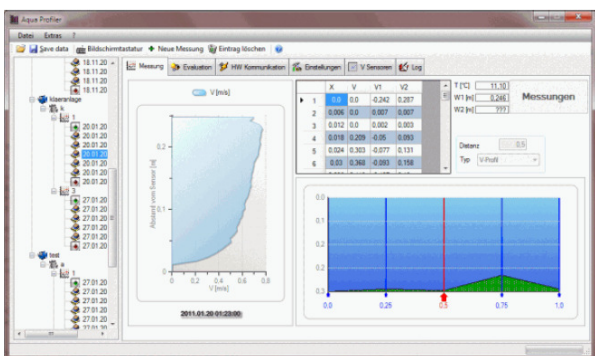 Aqua Profiler
Datei Extras ?
Save data Bildschirmtastatur Neue Messung Eintrag löschen
18.11.20
18.11.20
18.11.20
18.11.20
klaeranlage
k
1
20.01.20
20.01.20
20.01.20
20.01.20
20.01.20
20.01.20
20.01.20
3
27.01.20
27.01.20
27.01.20
27.01.20
27.01.20
27.01.20
test
a
1
27.01.20
27.01.20
27.01.20
27.01.20
27.01.20
Messung Evaluation HW Kommunikation Einstellungen V Sensoren Log
V [m/s]
Abstand vom Sensor [m]
0,2
0,1
0
0 0,2 0,4 0,6 0,8
V [m/s]
2011.01.20 01:23:00
X V V1 V2
1 0.0 0.0 -0,242 0,287
2 0,006 0.0 0,007 0,007
3 0,012 0.0 0,002 0,003
4 0,018 0,209 -0.05 0,093
5 0,024 0,303 -0,077 0,131
6 0,03 0,368 -0,093 0,158
T [°C] 11,10
W1 [m] 0,246
W2 [m] ???
Messungen
Distanz 0,5
Typ V-Profil
0.0
0,1
0,2
0,2
0,3
0,0 0,25 0,5 0,75 1.0